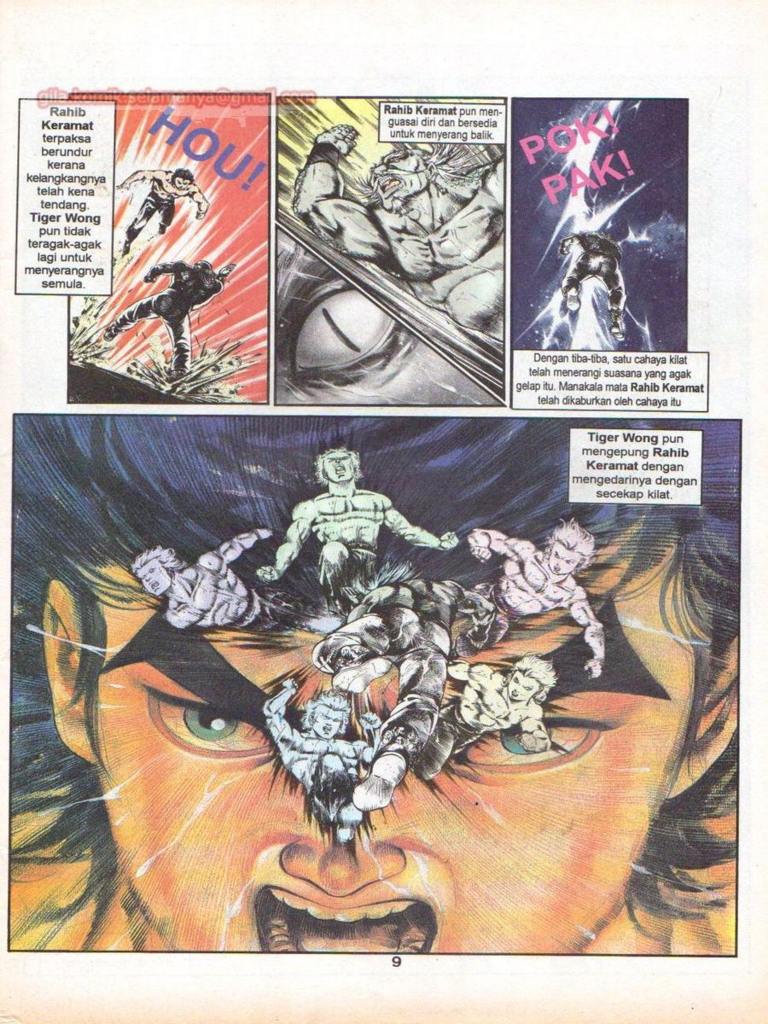 gilakomikselamanya@gmail.com
Rahib
Keramat
terpaksa
berundur
kerana
kelangkangnya
telah kena
tendang.
Tiger Wong
pun tidak
teragak-agak
lagi untuk
menyerangnya
semula.
HOU!
Rahib Keramat pun men-
guasai diri dan bersedia
untuk menyerang balik.
POK!
PAK!
Dengan tiba-tiba, satu cahaya kilat
telah menerangi suasana yang agak
gelap itu. Manakala mata Rahib Keramat
telah dikaburkan oleh cahaya itu
Tiger Wong pun
mengepung Rahib
Keramat dengan
mengedarinya dengan
secekap kilat.
9